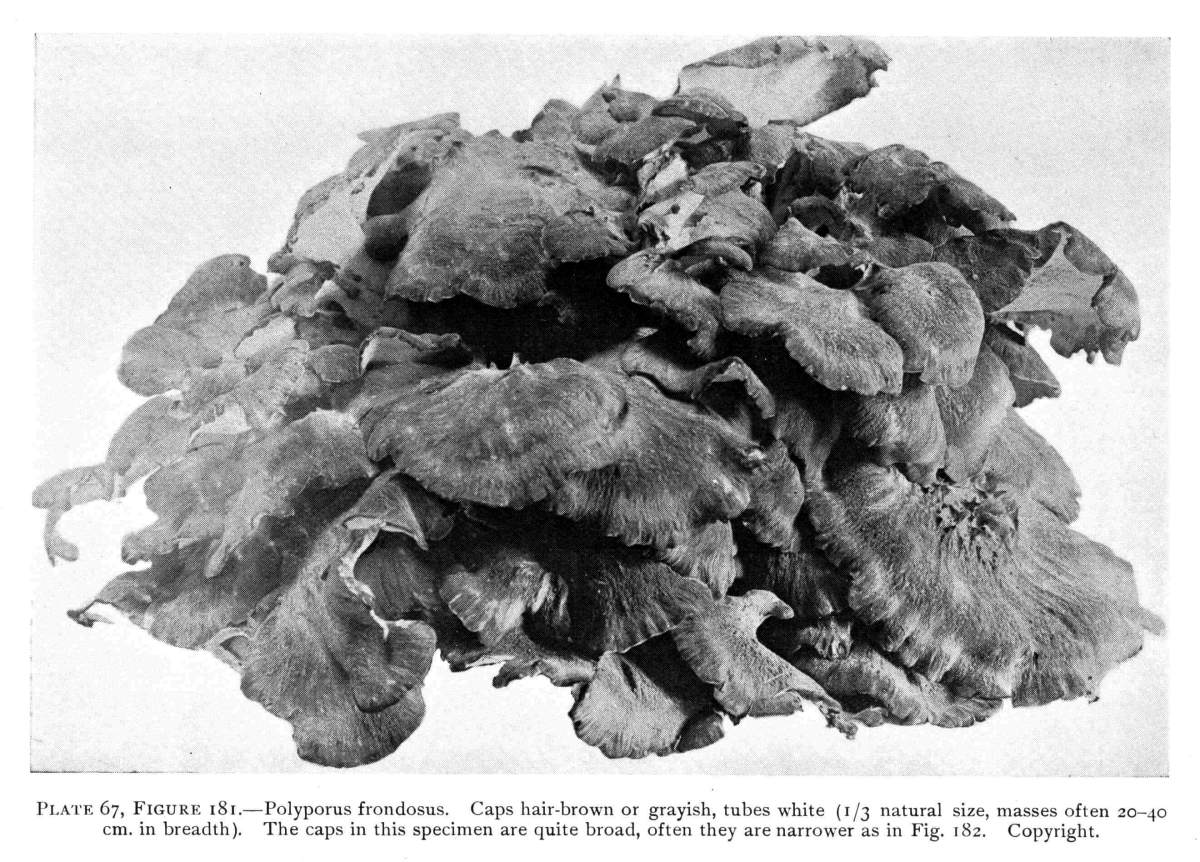 PLATE 67, FIGURE 181.—Polyporus frondosus. Caps hair-brown or grayish, tubes white (1/3 natural size, masses often 20–40
cm. in breadth). The caps in this specimen are quite broad, often they are narrower as in Fig. 182. Copyright.